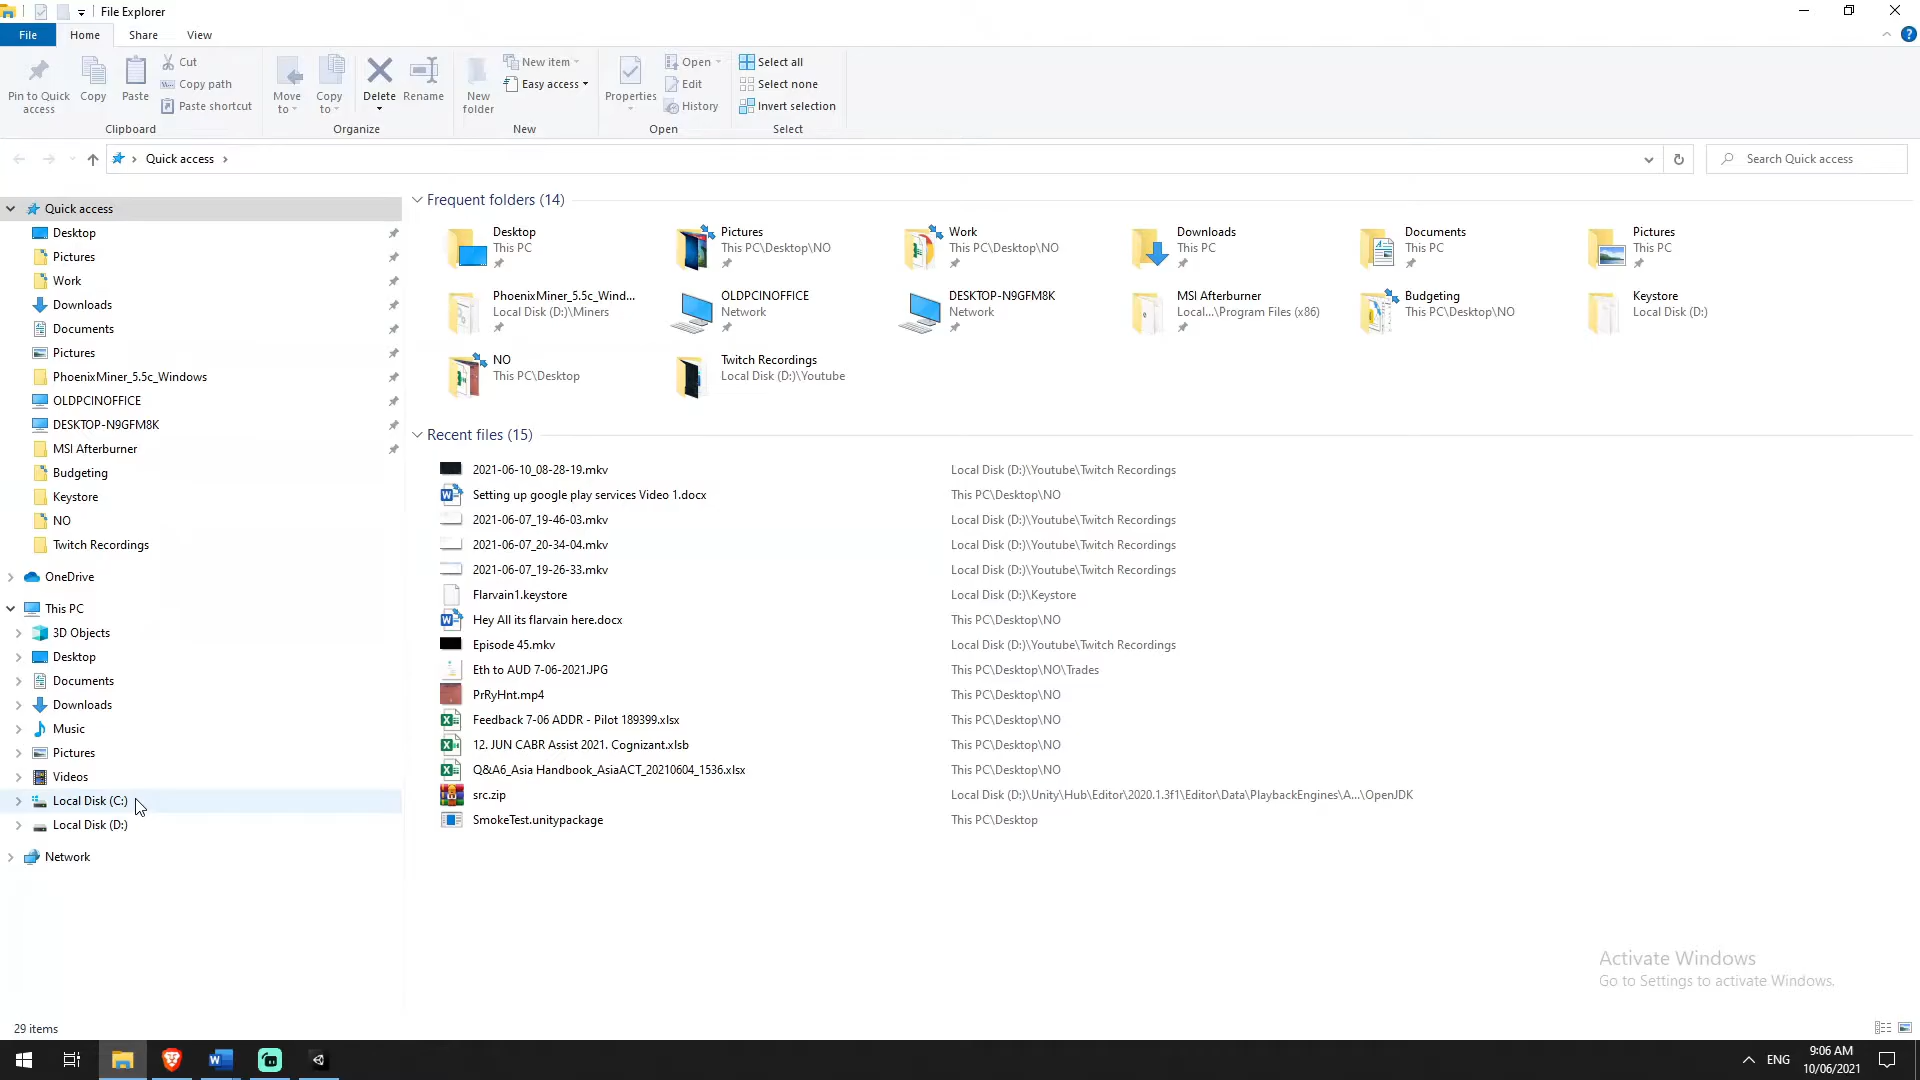 File Explorer
File Home Share View
Pin to Quick access
Copy
Paste
Cut
Copy path
Paste shortcut
Clipboard
Move to
Copy to
Delete
Rename
Organize
New folder
New item
Easy access
New
Properties
Open
Edit
History
Open
Select all
Select none
Invert selection
Select
Quick access
Search Quick access
Quick access
Desktop
Pictures
Work
Downloads
Documents
Pictures
PhoenixMiner_5.5c_Windows
OLDPCINOFFICE
DESKTOP-N9GFM8K
MSI Afterburner
Budgeting
Keystore
NO
Twitch Recordings
OneDrive
This PC
3D Objects
Desktop
Documents
Downloads
Music
Pictures
Videos
Local Disk (C:)
Local Disk (D:)
Network
Frequent folders (14)
Desktop
This PC
Pictures
This PC\Desktop\NO
Work
This PC\Desktop\NO
Downloads
This PC
Documents
This PC
Pictures
This PC
PhoenixMiner_5.5c_Wind...
Local Disk (D:)\Miners
OLDPCINOFFICE
Network
DESKTOP-N9GFM8K
Network
MSI Afterburner
Local...\Program Files (x86)
Budgeting
This PC\Desktop\NO
Keystore
Local Disk (D:)
NO
This PC\Desktop
Twitch Recordings
Local Disk (D:)\Youtube
Recent files (15)
2021-06-10_08-28-19.mkv Local Disk (D:)\Youtube\Twitch Recordings
Setting up google play services Video 1.docx This PC\Desktop\NO
2021-06-07_19-46-03.mkv Local Disk (D:)\Youtube\Twitch Recordings
2021-06-07_20-34-04.mkv Local Disk (D:)\Youtube\Twitch Recordings
2021-06-07_19-26-33.mkv Local Disk (D:)\Youtube\Twitch Recordings
Flarvain1.keystore Local Disk (D:)\Keystore
Hey All its flarvain here.docx This PC\Desktop\NO
Episode 45.mkv Local Disk (D:)\Youtube\Twitch Recordings
Eth to AUD 7-06-2021.JPG This PC\Desktop\NO\Trades
PrRyHnt.mp4 This PC\Desktop\NO
Feedback 7-06 ADDR - Pilot 189399.xlsx This PC\Desktop\NO
12. JUN CABR Assist 2021. Cognizant.xlsb This PC\Desktop\NO
Q&A6_Asia Handbook_AsiaACT_20210604_1536.xlsx This PC\Desktop\NO
src.zip Local Disk (D:)\Unity\Hub\Editor\2020.1.3f1\Editor\Data\PlaybackEngines\A...\OpenJDK
SmokeTest.unitypackage This PC\Desktop
Activate Windows
Go to Settings to activate Windows.
29 items
ENG
9:06 AM
10/06/2021